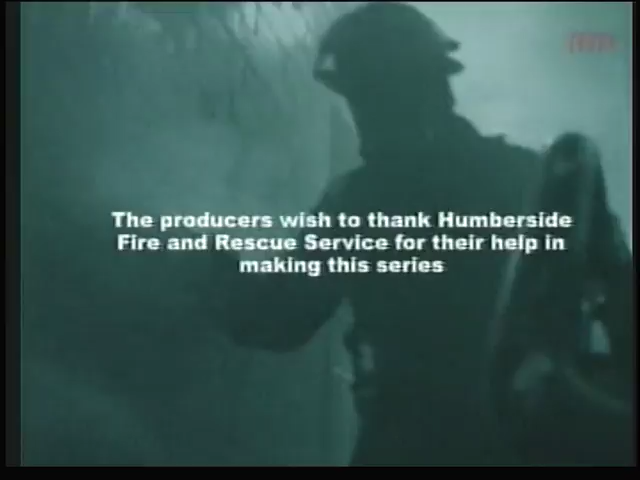 The producers wish to thank Humberside
Fire and Rescue Service for their help in
making this series